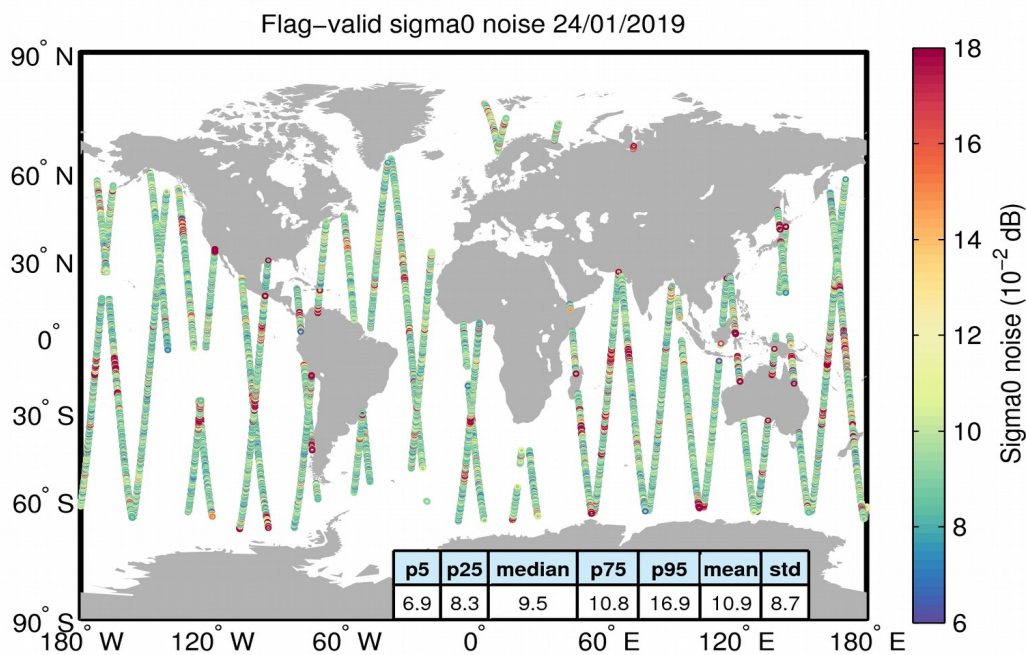 Flag−valid sigma0 noise 24/01/2019
90° N
60° N
30° N
0°
30° S
60° S
90° S
180° W
120° W
60° W
0°
60° E
120° E
180° E
p5 p25 median p75 p95 mean std
6.9 8.3 9.5 10.8 16.9 10.9 8.7
18
16
14
12
10
8
6
Sigma0 noise (10⁻² dB)